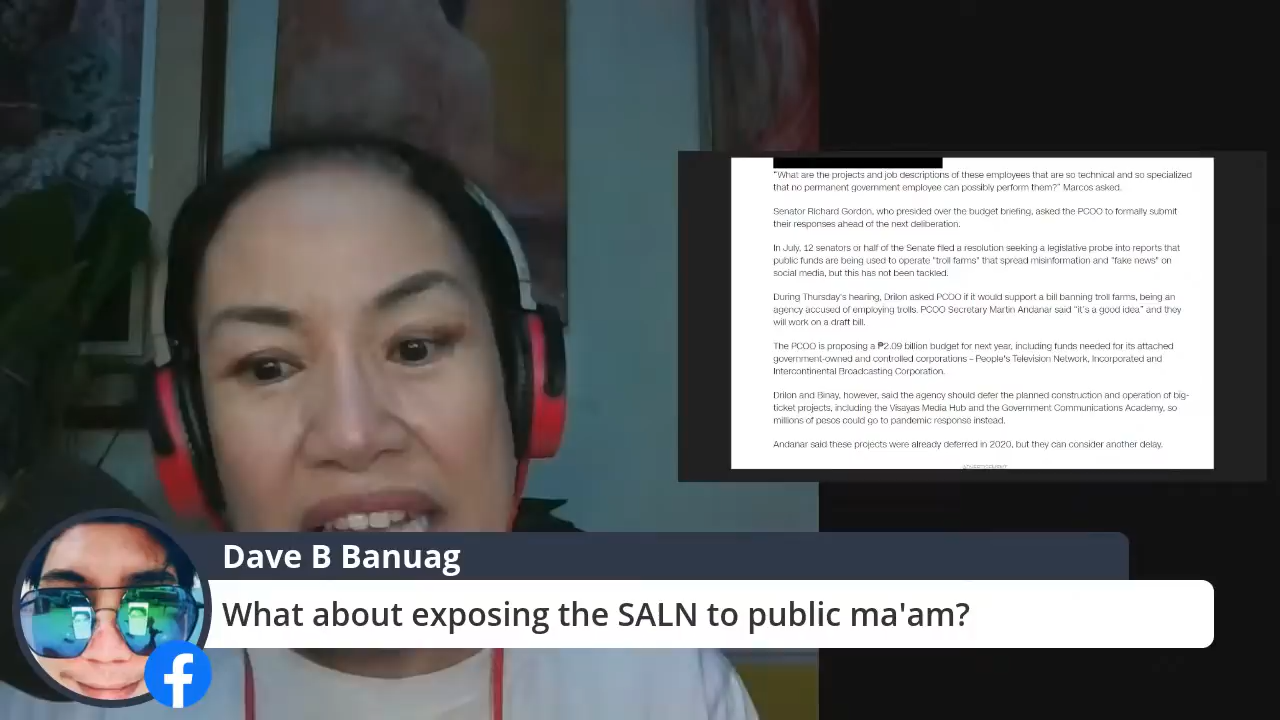 "What are the projects and job descriptions of these employees that are so technical and so specialized
that no permanent government employee can possibly perform them?" Marcos asked.
Senator Richard Gordon, who presided over the budget briefing, asked the PCOO to formally submit
their responses ahead of the next deliberation.
In July, 12 senators or half of the Senate filed a resolution seeking a legislative probe into reports that
public funds are being used to operate "troll farms" that spread misinformation and "fake news" on
social media, but this has not been tackled.
During Thursday's hearing, Drilon asked PCOO if it would support a bill banning troll farms, being an
agency accused of employing trolls. PCOO Secretary Martin Andanar said "it's a good idea" and they
will work on a draft bill.
The PCOO is proposing a ₱2.09 billion budget for next year, including funds needed for its attached
government-owned and controlled corporations – People's Television Network, Incorporated and
Intercontinental Broadcasting Corporation.
Drilon and Binay, however, said the agency should defer the planned construction and operation of big-
ticket projects, including the Visayas Media Hub and the Government Communications Academy, so
millions of pesos could go to pandemic response instead.
Andanar said these projects were already deferred in 2020, but they can consider another delay.
ADVERTISEMENT
Dave B Banuag
What about exposing the SALN to public ma'am?